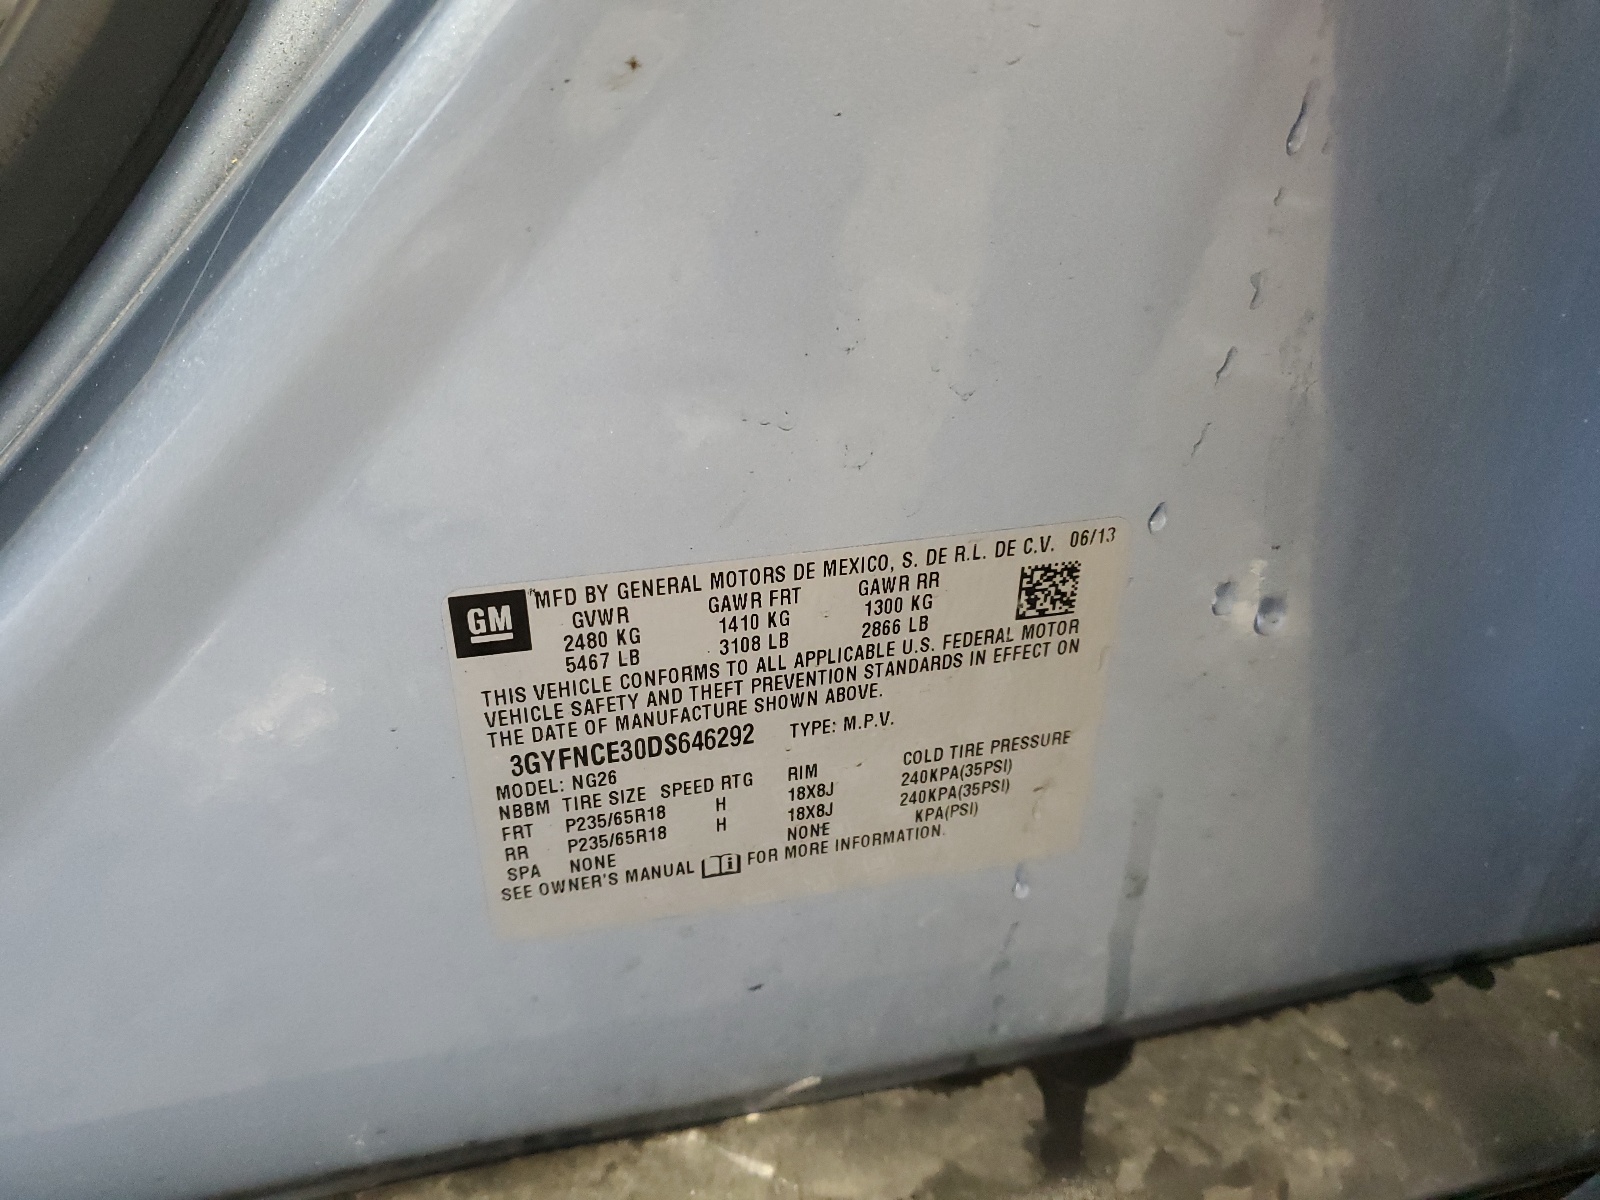 GM
MFD BY GENERAL MOTORS DE MEXICO, S. DE R.L. DE C.V. 06/13
GVWR GAWR FRT GAWR RR
2480 KG 1410 KG 1300 KG
5467 LB 3108 LB 2866 LB
THIS VEHICLE CONFORMS TO ALL APPLICABLE U.S. FEDERAL MOTOR
VEHICLE SAFETY AND THEFT PREVENTION STANDARDS IN EFFECT ON
THE DATE OF MANUFACTURE SHOWN ABOVE.
3GYFNCE30DS646292 TYPE: M.P.V.
MODEL: NG26
NBBM TIRE SIZE SPEED RTG RIM COLD TIRE PRESSURE
FRT P235/65R18 H 18X8J 240KPA(35PSI)
RR P235/65R18 H 18X8J 240KPA(35PSI)
SPA NONE NONE KPA(PSI)
SEE OWNER'S MANUAL FOR MORE INFORMATION.